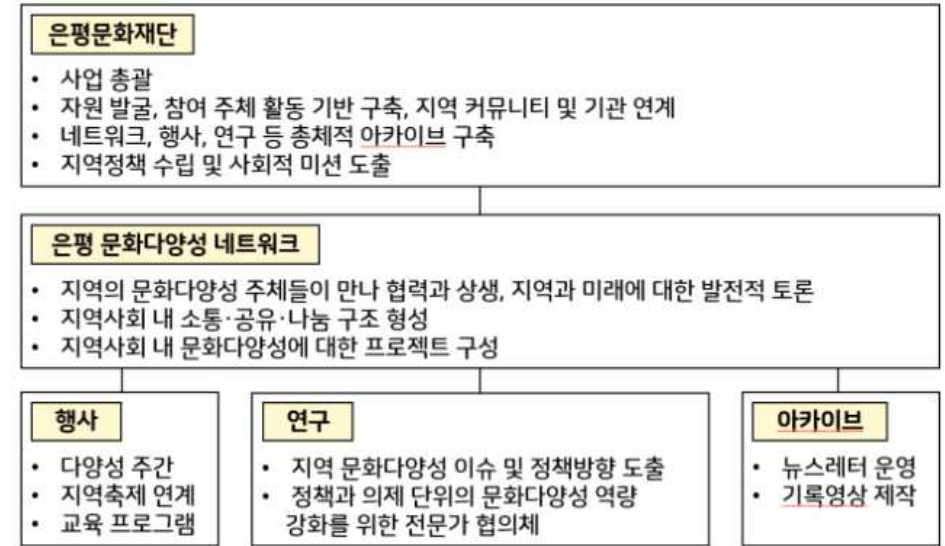 은평문화재단
• 사업 총괄
• 자원 발굴, 참여 주체 활동 기반 구축, 지역 커뮤니티 및 기관 연계
• 네트워크, 행사, 연구 등 총체적 아카이브 구축
• 지역정책 수립 및 사회적 미션 도출
은평 문화다양성 네트워크
• 지역의 문화다양성 주체들이 만나 협력과 상생, 지역과 미래에 대한 발전적 토론
• 지역사회 내 소통·공유·나눔 구조 형성
• 지역사회 내 문화다양성에 대한 프로젝트 구성
행사
• 다양성 주간
• 지역축제 연계
• 교육 프로그램
연구
• 지역 문화다양성 이슈 및 정책방향 도출
• 정책과 의제 단위의 문화다양성 역량
강화를 위한 전문가 협의체
아카이브
• 뉴스레터 운영
• 기록영상 제작